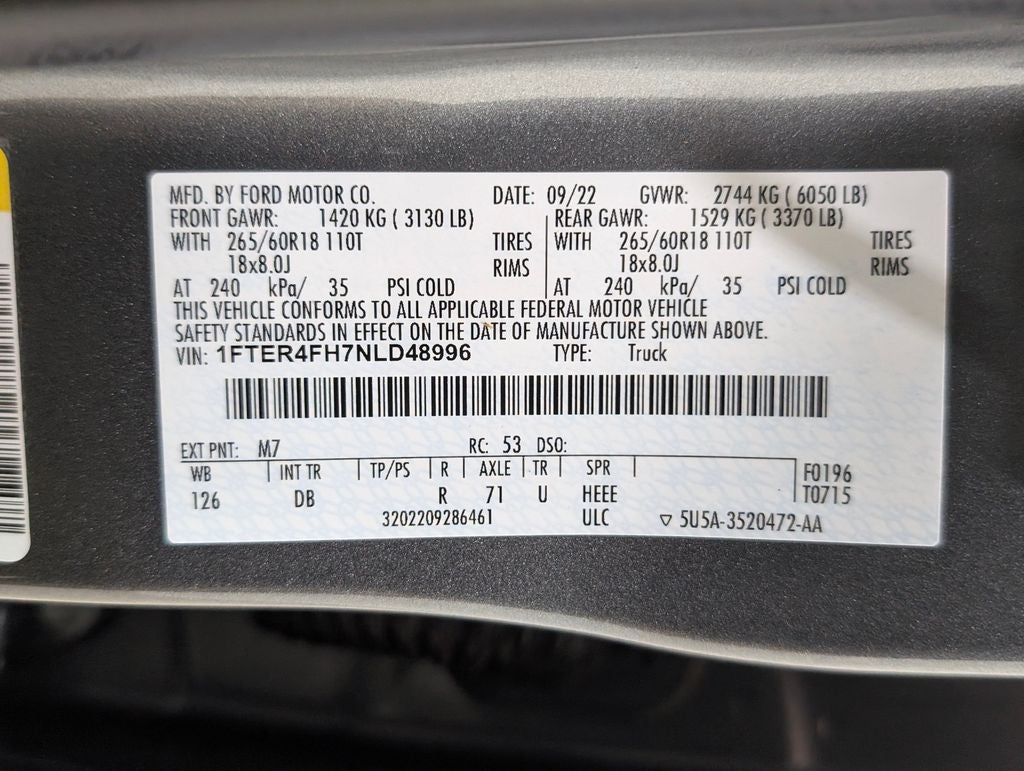 MFD. BY FORD MOTOR CO. DATE: 09/22 GVWR: 2744 KG ( 6050 LB)
FRONT GAWR: 1420 KG ( 3130 LB) REAR GAWR: 1529 KG ( 3370 LB)
WITH 265/60R18 110T TIRES WITH 265/60R18 110T TIRES
18x8.0J RIMS 18x8.0J RIMS
AT 240 kPa/ 35 PSI COLD AT 240 kPa/ 35 PSI COLD
THIS VEHICLE CONFORMS TO ALL APPLICABLE FEDERAL MOTOR VEHICLE
SAFETY STANDARDS IN EFFECT ON THE DATE OF MANUFACTURE SHOWN ABOVE.
VIN: 1FTER4FH7NLD48996 TYPE: Truck
EXT PNT: M7 RC: 53 DSO:
WB INT TR TP/PS R AXLE TR SPR F0196
126 DB R 71 U HEEE T0715
3202209286461 ULC ▽ 5U5A-3520472-AA